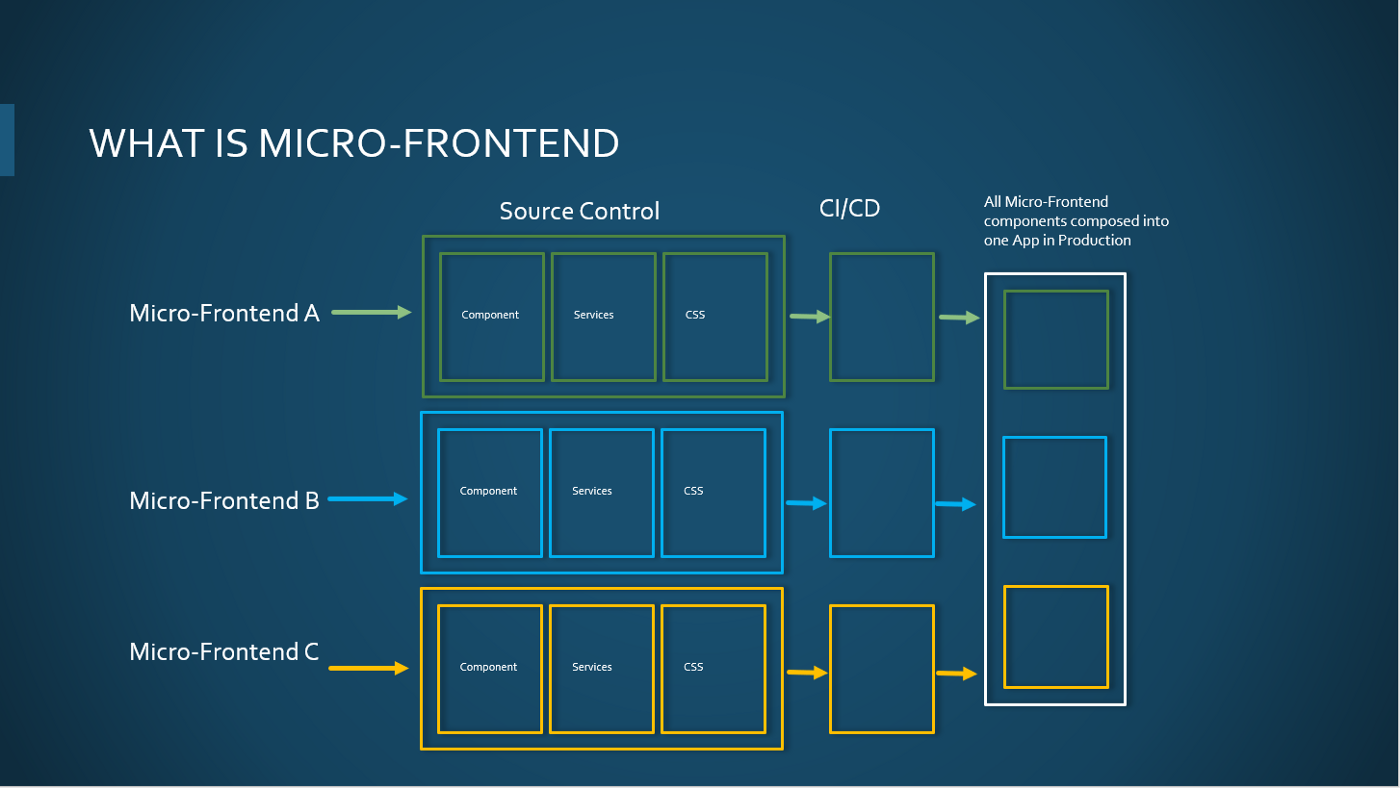 WHAT IS MICRO-FRONTEND
Source Control
CI/CD
All Micro-Frontend
components composed into
one App in Production
Micro-Frontend A
Component
Services
CSS
Micro-Frontend B
Component
Services
CSS
Micro-Frontend C
Component
Services
CSS